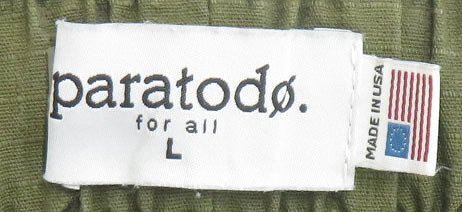 paratodø.
for all
L
MADE IN USA